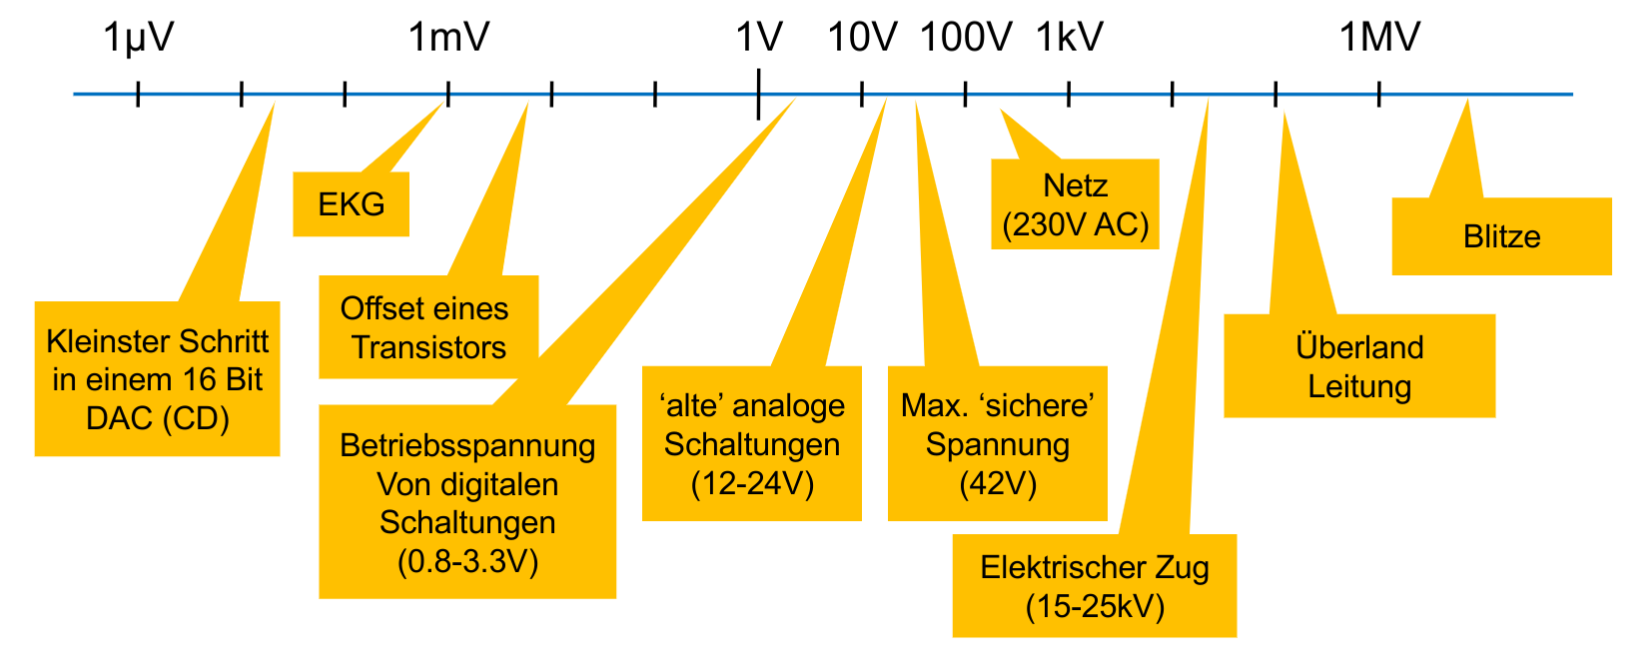 1µV 1mV 1V 10V 100V 1kV 1MV
EKG
Netz
(230V AC)
Blitze
Offset eines
Transistors
Kleinster Schritt
in einem 16 Bit
DAC (CD)
Überland
Leitung
Betriebsspannung
Von digitalen
Schaltungen
(0.8-3.3V)
‘alte’ analoge
Schaltungen
(12-24V)
Max. ‘sichere’
Spannung
(42V)
Elektrischer Zug
(15-25kV)